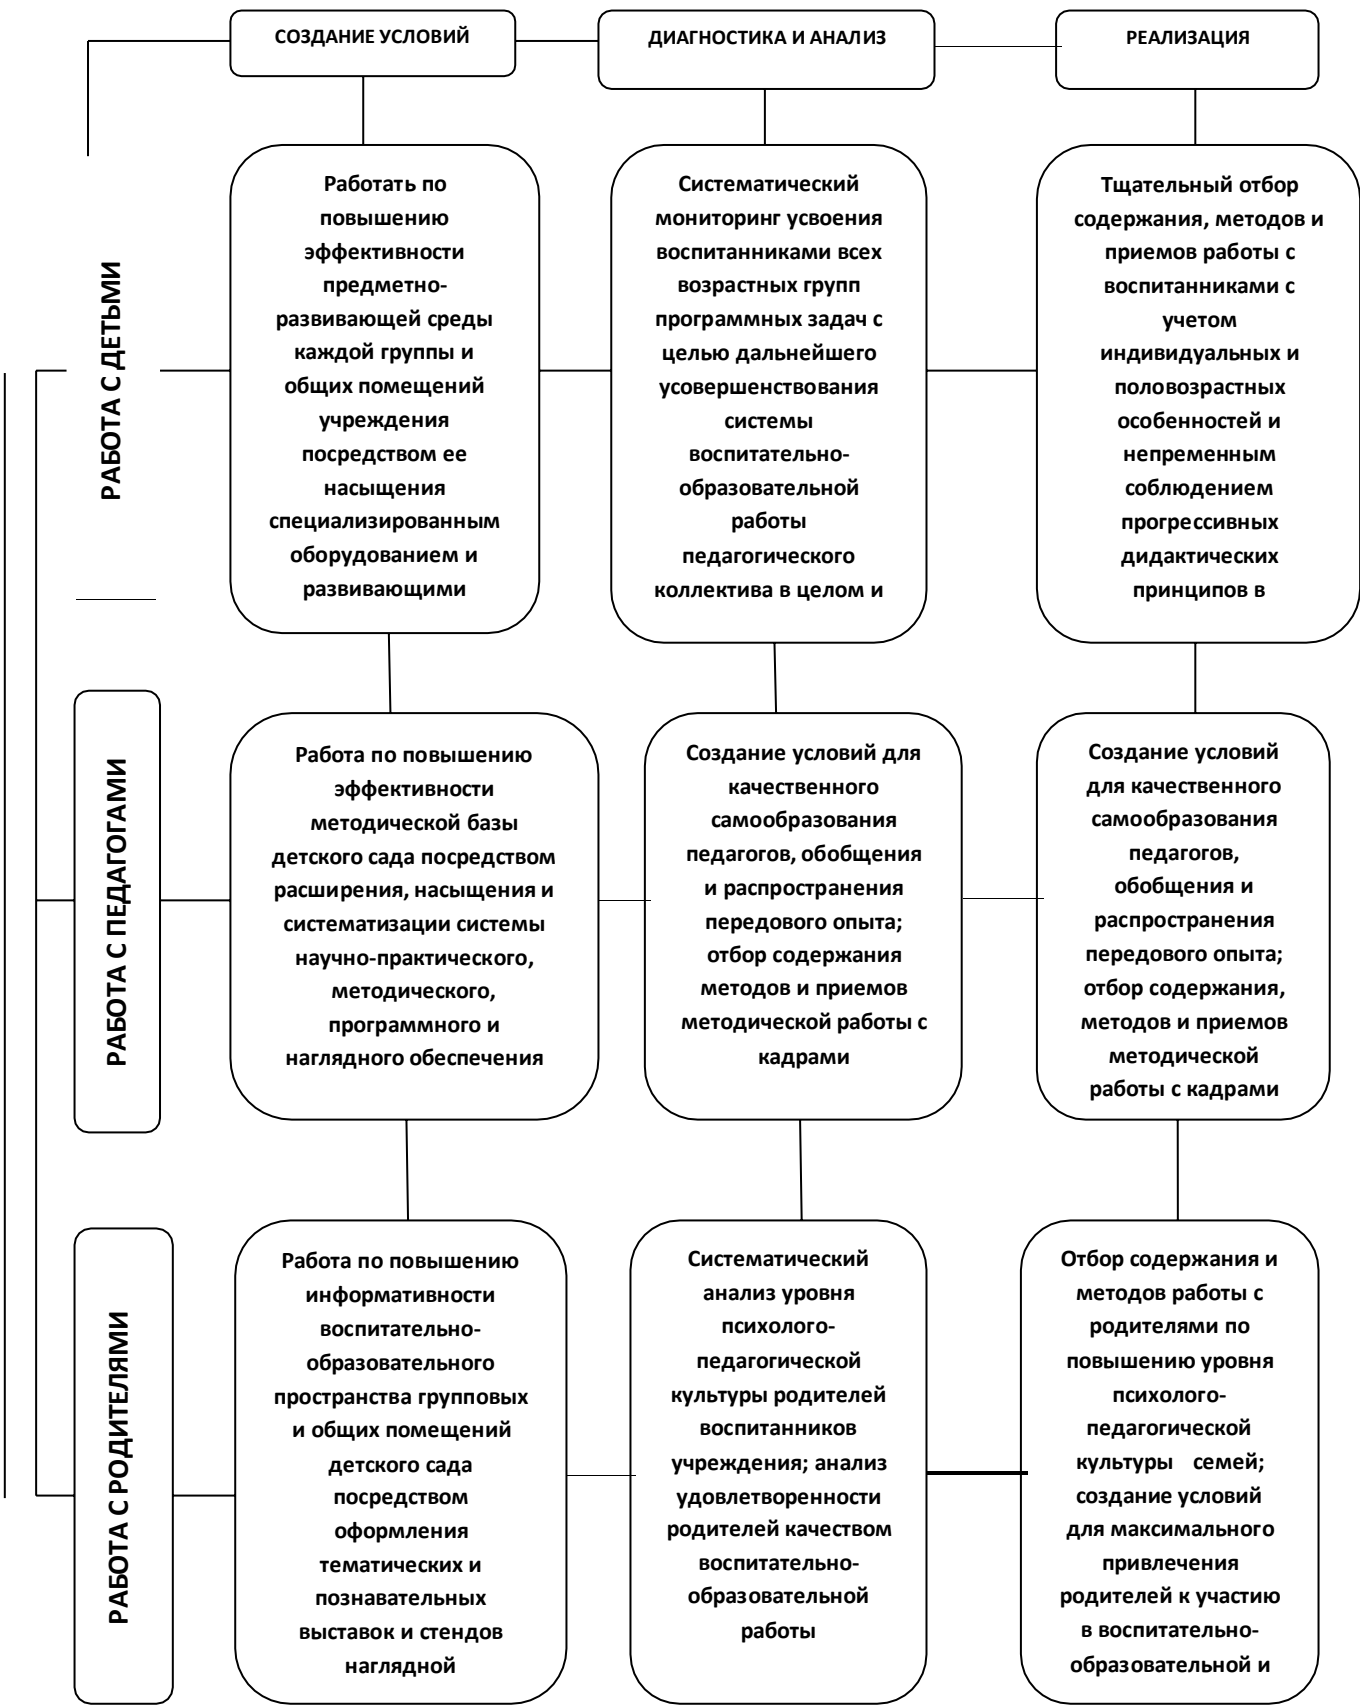 СОЗДАНИЕ УСЛОВИЙ
ДИАГНОСТИКА И АНАЛИЗ
РЕАЛИЗАЦИЯ
РАБОТА С ДЕТЬМИ
Работать по
повышению
эффективности
предметно-
развивающей среды
каждой группы и
общих помещений
учреждения
посредством ее
насыщения
специализированным
оборудованием и
развивающими
Систематический
мониторинг усвоения
воспитанниками всех
возрастных групп
программных задач с
целью дальнейшего
усовершенствования
системы
воспитательно-
образовательной
работы
педагогического
коллектива в целом и
Тщательный отбор
содержания, методов и
приемов работы с
воспитанниками с
учетом
индивидуальных и
половозрастных
особенностей и
непременным
соблюдением
прогрессивных
дидактических
принципов в
РАБОТА С ПЕДАГОГАМИ
Работа по повышению
эффективности
методической базы
детского сада посредством
расширения, насыщения и
систематизации системы
научно-практического,
методического,
программного и
наглядного обеспечения
Создание условий для
качественного
самообразования
педагогов, обобщения
и распространения
передового опыта;
отбор содержания
методов и приемов
методической работы с
кадрами
Создание условий
для качественного
самообразования
педагогов,
обобщения и
распространения
передового опыта;
отбор содержания,
методов и приемов
методической
работы с кадрами
РАБОТА С РОДИТЕЛЯМИ
Работа по повышению
информативности
воспитательно-
образовательного
пространства групповых
и общих помещений
детского сада
посредством
оформления
тематических и
познавательных
выставок и стендов
наглядной
Систематический
анализ уровня
психолого-
педагогической
культуры родителей
воспитанников
учреждения; анализ
удовлетворенности
родителей качеством
воспитательно-
образовательной
работы
Отбор содержания и
методов работы с
родителями по
повышению уровня
психолого-
педагогической
культуры семей;
создание условий
для максимального
привлечения
родителей к участию
в воспитательно-
образовательной и